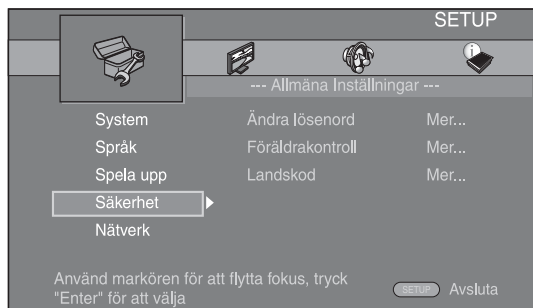 SETUP
--- Allmäna Inställningar ---
System
Ändra lösenord Mer...
Språk
Föräldrakontroll Mer...
Spela upp
Landskod Mer...
Säkerhet
Nätverk
Använd markören för att flytta fokus, tryck
"Enter" för att välja
SETUP Avsluta